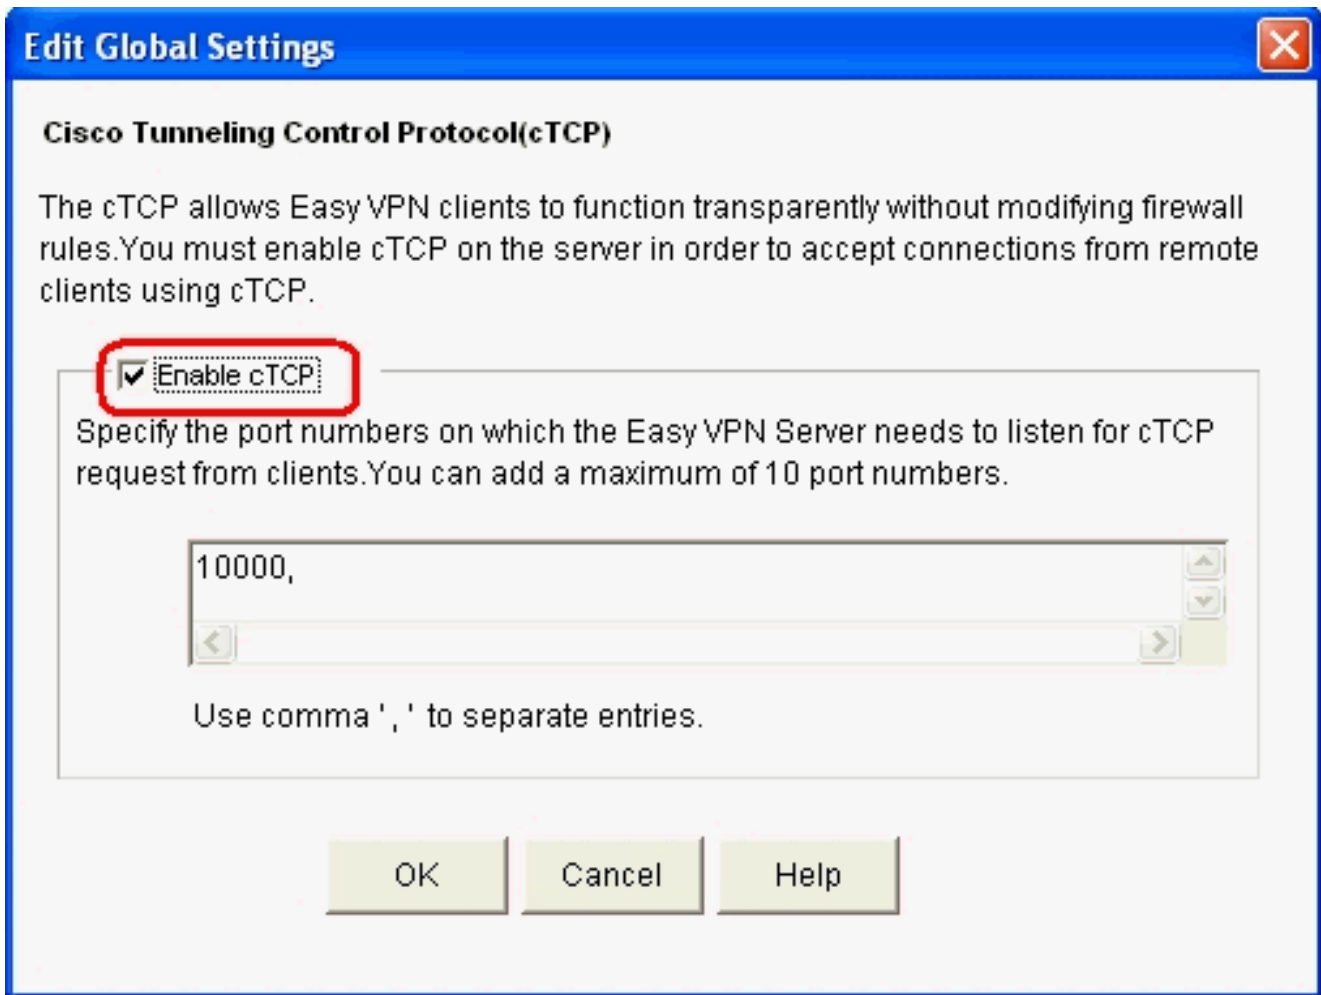 Edit Global Settings
Cisco Tunneling Control Protocol(cTCP)
The cTCP allows Easy VPN clients to function transparently without modifying firewall
rules.You must enable cTCP on the server in order to accept connections from remote
clients using cTCP.
Enable cTCP
Specify the port numbers on which the Easy VPN Server needs to listen for cTCP
request from clients.You can add a maximum of 10 port numbers.
10000,
Use comma ' , ' to separate entries.
OK Cancel Help